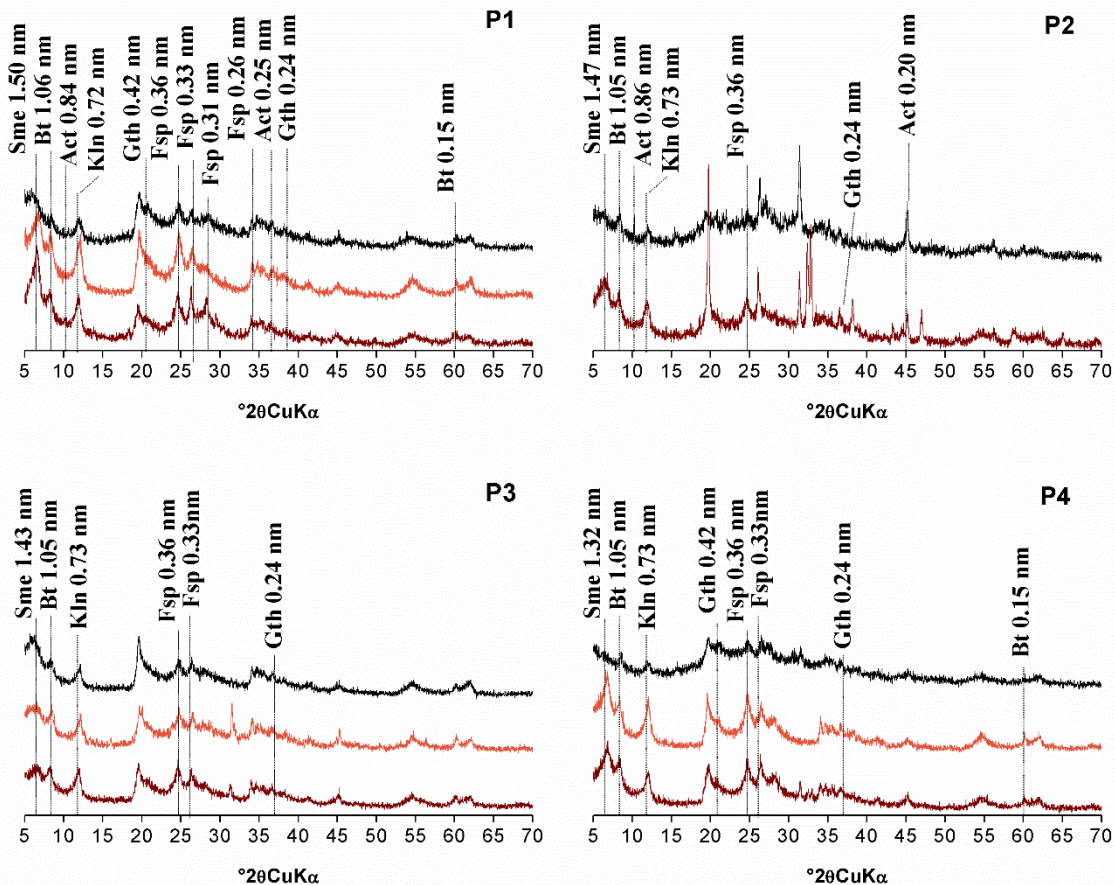 P1
Sme 1.50 nm
Bt 1.06 nm
Act 0.84 nm
Kln 0.72 nm
Gth 0.42 nm
Fsp 0.36 nm
Fsp 0.33 nm
Fsp 0.31 nm
Fsp 0.26 nm
Act 0.25 nm
Gth 0.24 nm
Bt 0.15 nm
5 10 15 20 25 30 35 40 45 50 55 60 65 70
°2θCuKα
P2
Sme 1.47 nm
Bt 1.05 nm
Act 0.86 nm
Kln 0.73 nm
Fsp 0.36 nm
Gth 0.24 nm
Act 0.20 nm
5 10 15 20 25 30 35 40 45 50 55 60 65 70
°2θCuKα
P3
Sme 1.43 nm
Bt 1.05 nm
Kln 0.73 nm
Fsp 0.36 nm
Fsp 0.33nm
Gth 0.24 nm
5 10 15 20 25 30 35 40 45 50 55 60 65 70
°2θCuKα
P4
Sme 1.32 nm
Bt 1.05 nm
Kln 0.73 nm
Gth 0.42 nm
Fsp 0.36 nm
Fsp 0.33nm
Gth 0.24 nm
Bt 0.15 nm
5 10 15 20 25 30 35 40 45 50 55 60 65 70
°2θCuKα